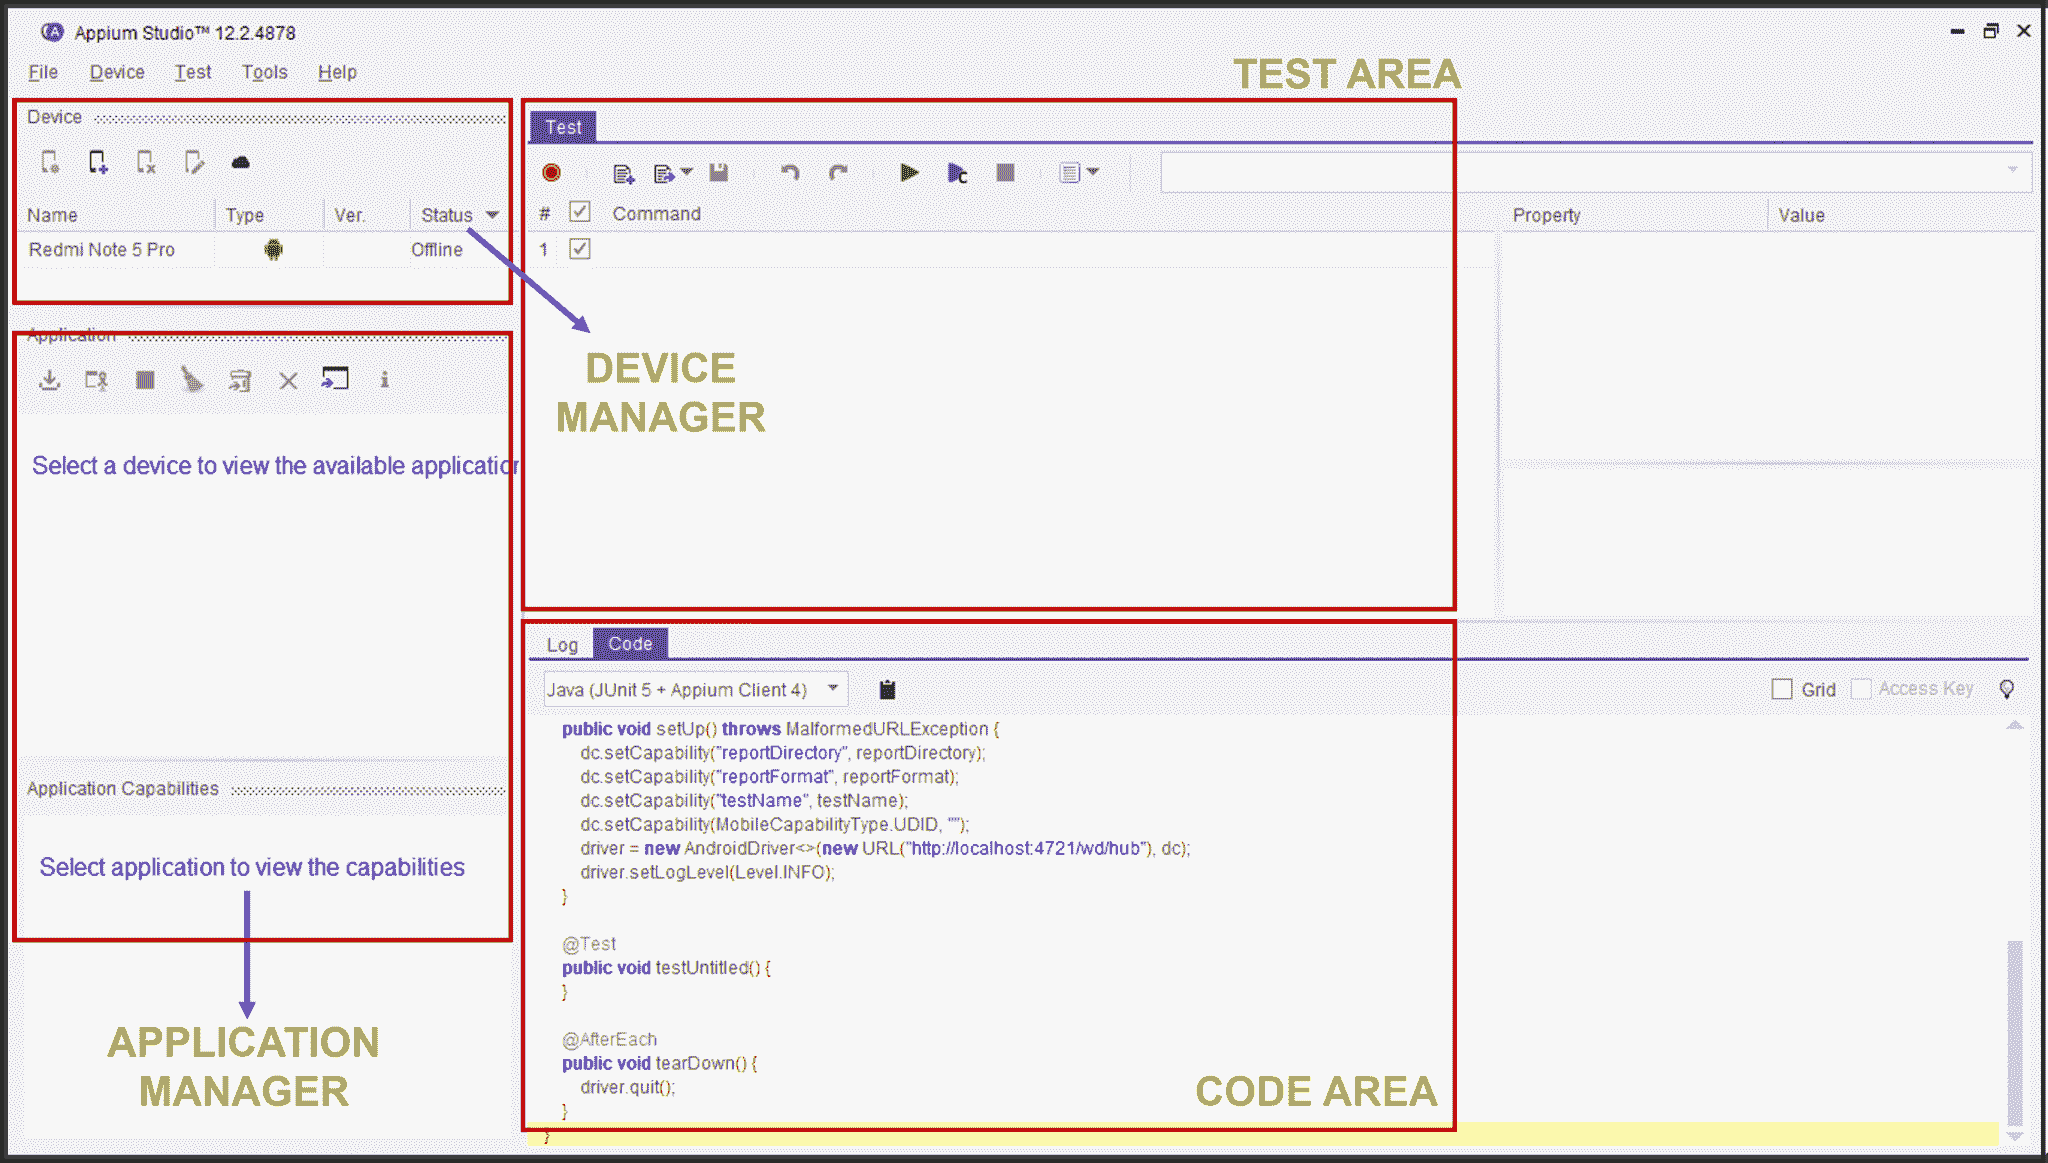 Appium Studio™ 12.2.4878
File Device Test Tools Help
TEST AREA
Device
Name Type Ver. Status
Redmi Note 5 Pro Offline
Application
Select a device to view the available application
Application Capabilities
Select application to view the capabilities
APPLICATION
MANAGER
DEVICE
MANAGER
Test
# Command
1
Property Value
Log Code
Java (JUnit 5 + Appium Client 4)
Grid Access Key
public void setUp() throws MalformedURLException {
dc.setCapability("reportDirectory", reportDirectory);
dc.setCapability("reportFormat", reportFormat);
dc.setCapability("testName", testName);
dc.setCapability(MobileCapabilityType.UDID, "");
driver = new AndroidDriver<>(new URL("http://localhost:4721/wd/hub"), dc);
driver.setLogLevel(Level.INFO);
}
@Test
public void testUntitled() {
}
@AfterEach
public void tearDown() {
driver.quit();
}
}
CODE AREA